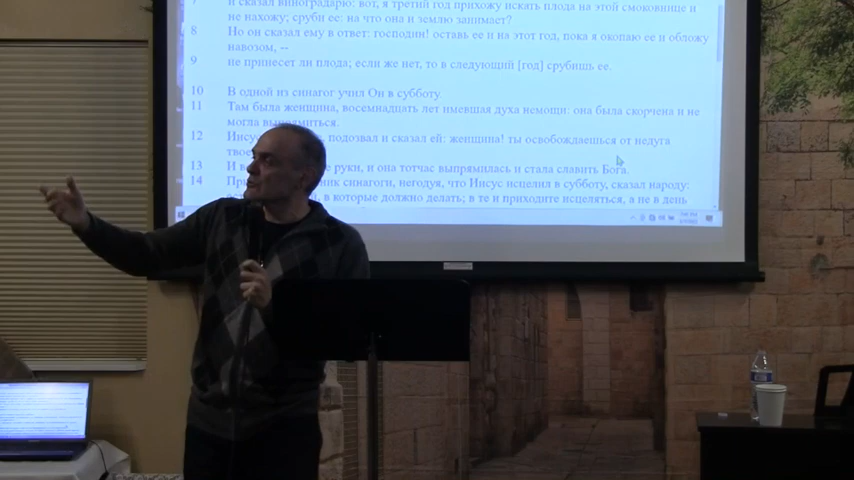 7 и сказал виноградарю: вот, я третий год прихожу искать плода на этой смоковнице и
не нахожу; сруби ее: на что она и землю занимает?
8 Но он сказал ему в ответ: господин! оставь ее и на этот год, пока я окопаю ее и обложу
навозом, --
9 не принесет ли плода; если же нет, то в следующий [год] срубишь ее.
10 В одной из синагог учил Он в субботу.
11 Там была женщина, восемнадцать лет имевшая духа немощи: она была скорчена и не
могла выпрямиться.
12 Иисус подозвал и сказал ей: женщина! ты освобождаешься от недуга
13 И руки, и она тотчас выпрямилась и стала славить Бога.
14 синагоги, негодуя, что Иисус исцелил в субботу, сказал народу:
в которые должно делать; в те и приходите исцеляться, а не в день